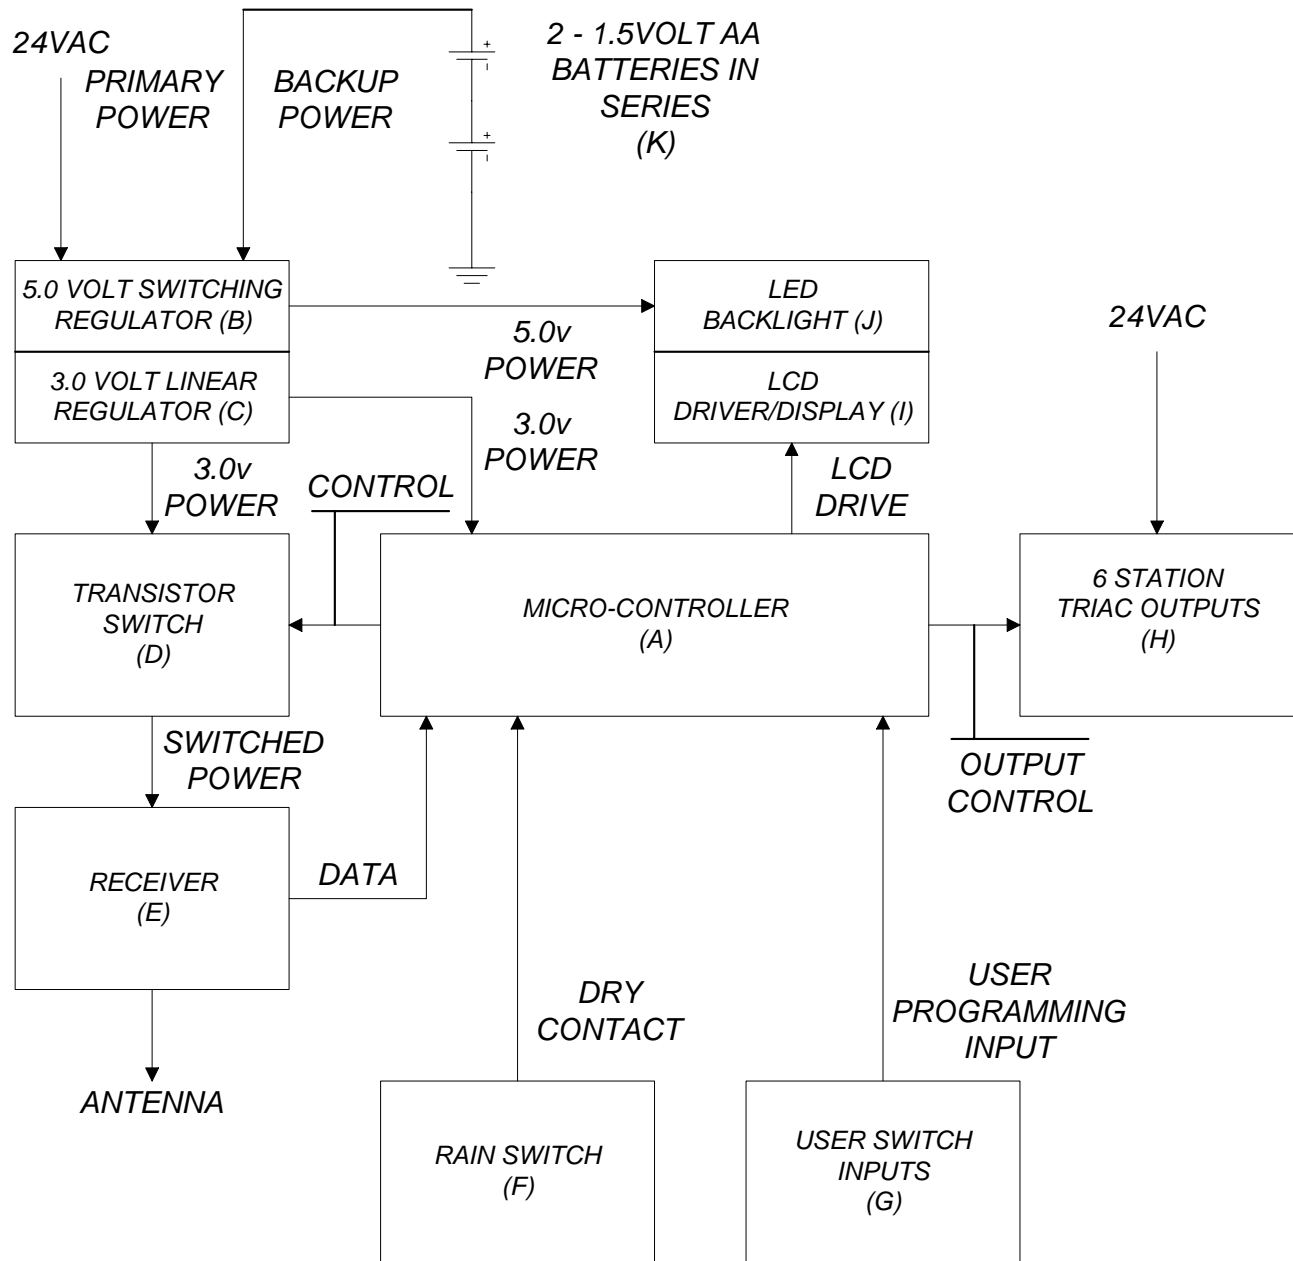 24VAC
PRIMARY
POWER
BACKUP
POWER
+
+
2 - 1.5VOLT AA
BATTERIES IN
SERIES
(K)
5.0 VOLT SWITCHING
REGULATOR (B)
3.0 VOLT LINEAR
REGULATOR (C)
5.0v
POWER
LED
BACKLIGHT (J)
LCD
DRIVER/DISPLAY (I)
24VAC
3.0v
POWER
3.0v
POWER
CONTROL
LCD
DRIVE
TRANSISTOR
SWITCH
(D)
MICRO-CONTROLLER
(A)
6 STATION
TRIAC OUTPUTS
(H)
SWITCHED
POWER
OUTPUT
CONTROL
RECEIVER
(E)
DATA
DRY
CONTACT
USER
PROGRAMMING
INPUT
ANTENNA
RAIN SWITCH
(F)
USER SWITCH
INPUTS
(G)